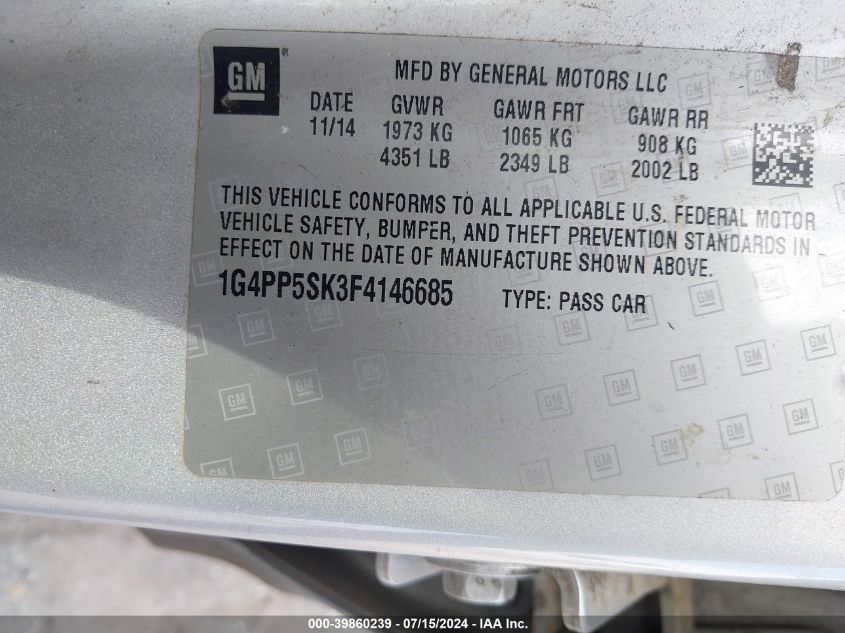 GM
MFD BY GENERAL MOTORS LLC
DATE GVWR GAWR FRT GAWR RR
11/14 1973 KG 1065 KG 908 KG
4351 LB 2349 LB 2002 LB
THIS VEHICLE CONFORMS TO ALL APPLICABLE U.S. FEDERAL MOTOR
VEHICLE SAFETY, BUMPER, AND THEFT PREVENTION STANDARDS IN
EFFECT ON THE DATE OF MANUFACTURE SHOWN ABOVE.
1G4PP5SK3F4146685 TYPE: PASS CAR
000-39860239 - 07/15/2024 - IAA Inc.